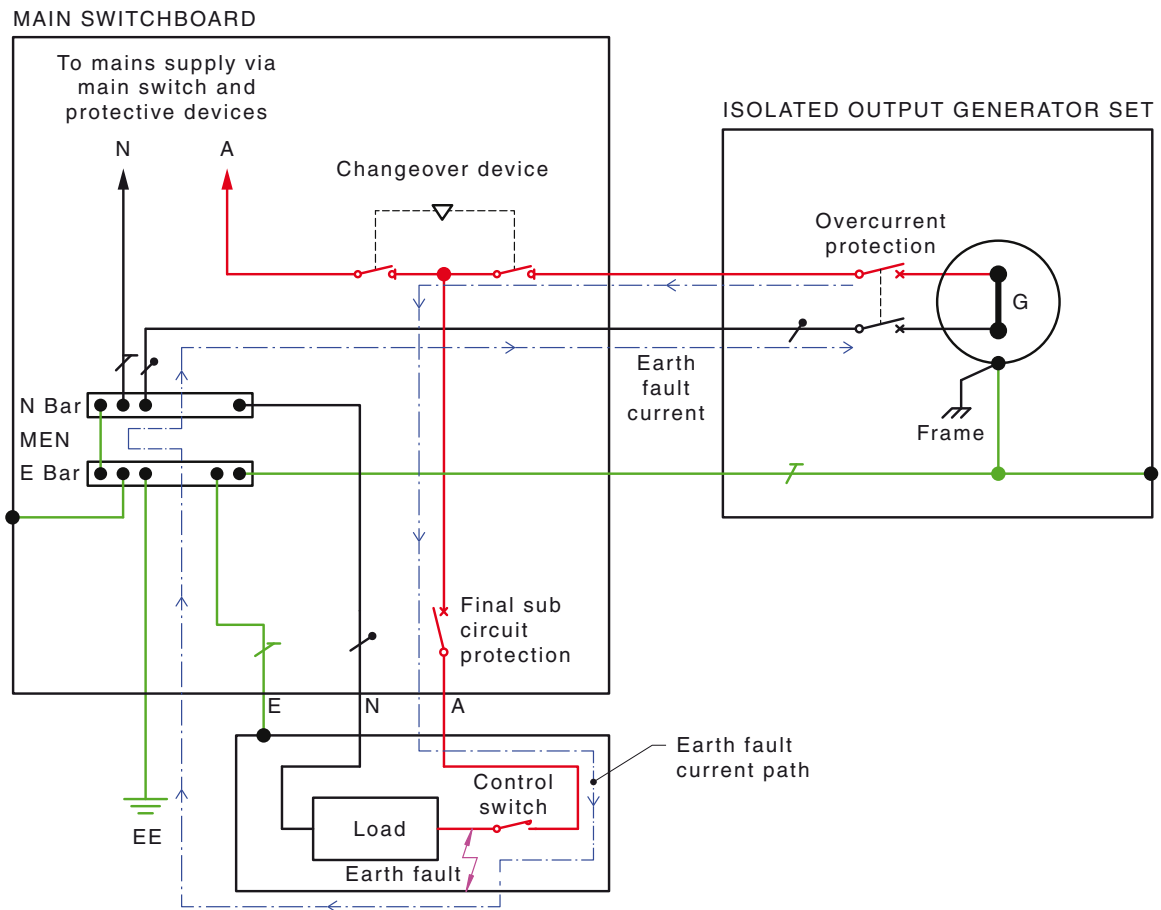 MAIN SWITCHBOARD
To mains supply via
main switch and
protective devices
N
A
Changeover device
ISOLATED OUTPUT GENERATOR SET
Overcurrent
protection
G
Earth
fault
current
Frame
N Bar
MEN
E Bar
Final sub
circuit
protection
E
N
A
Earth fault
current path
Control
switch
Load
EE
Earth fault